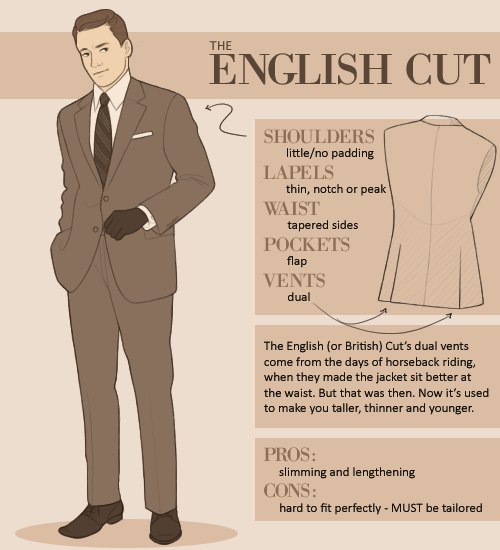 THE
ENGLISH CUT
SHOULDERS
little/no padding
LAPELS
thin, notch or peak
WAIST
tapered sides
POCKETS
flap
VENTS
dual
The English (or British) Cut's dual vents
come from the days of horseback riding,
when they made the jacket sit better at
the waist. But that was then. Now it's used
to make you taller, thinner and younger.
PROS:
slimming and lengthening
CONS:
hard to fit perfectly - MUST be tailored